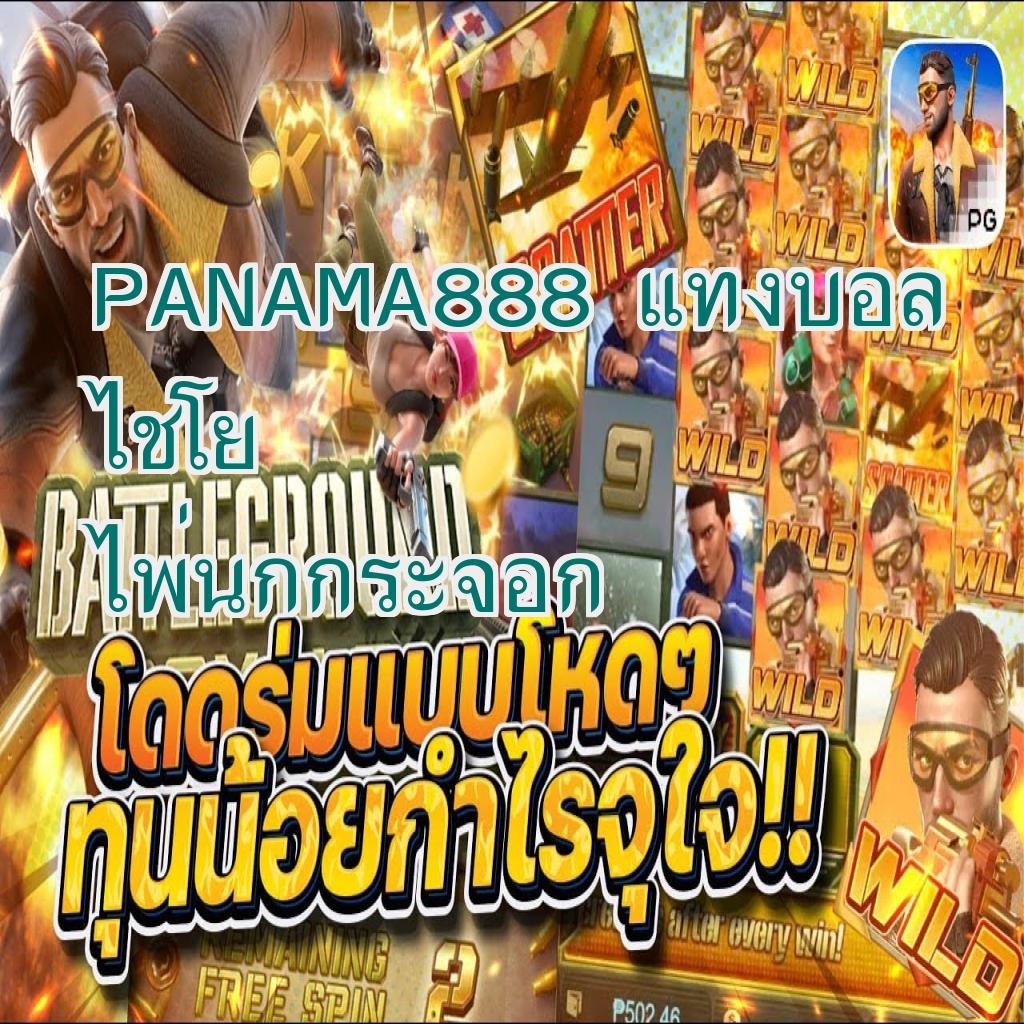 WILD
WILD
WILD
WILD
PG
K
SCATTER
PANAMA888 แทงบอล
ไชโย
9
WILD
SCATTER
BATTLEGROUND
ไพ่นกกระจอก
WILD
WILD
WILD
โดดร่มแบบโหดๆ
ทุนน้อยกำไรจุใจ!!
WILD
REMAINING
FREE SPIN 2
after every win!
₱502.46